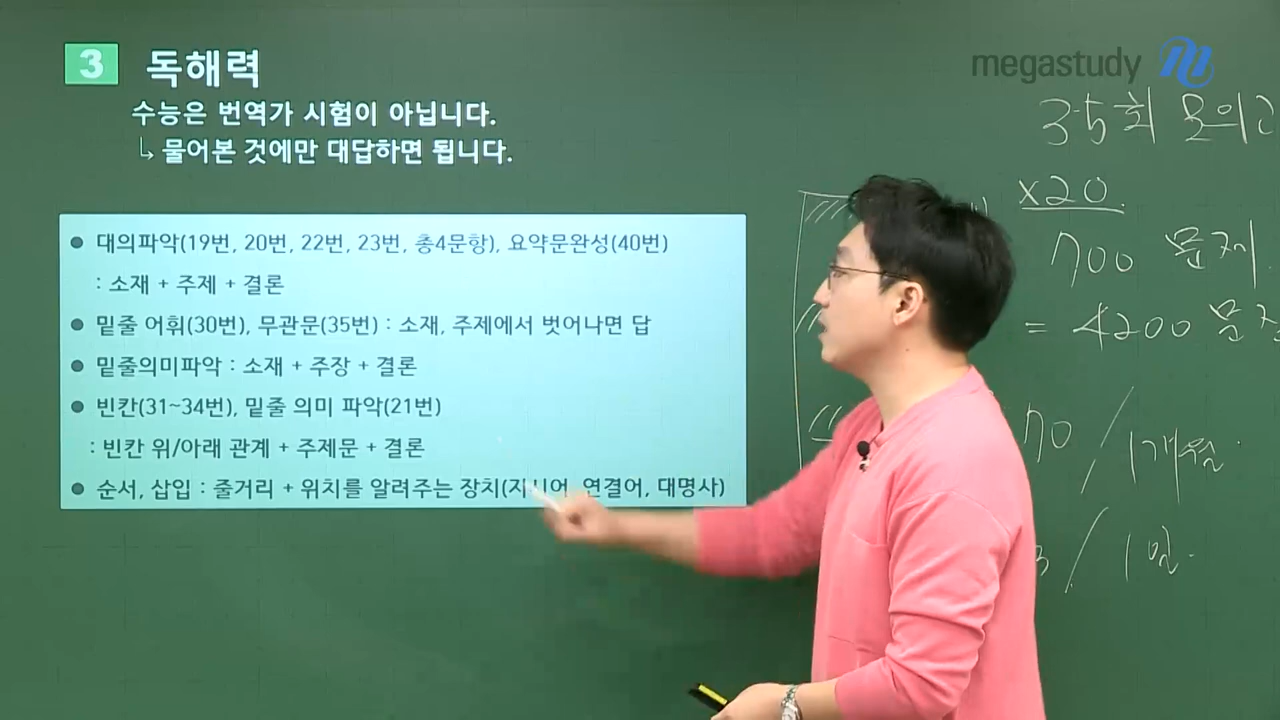 3 독해력
수능은 번역가 시험이 아닙니다.
↳ 물어본 것에만 대답하면 됩니다.
● 대의파악(19번, 20번, 22번, 23번, 총4문항), 요약문완성(40번)
: 소재 + 주제 + 결론
● 밑줄 어휘(30번), 무관문(35번) : 소재, 주제에서 벗어나면 답
● 밑줄의미파악 : 소재 + 주장 + 결론
● 빈칸(31~34번), 밑줄 의미 파악(21번)
: 빈칸 위/아래 관계 + 주제문 + 결론
● 순서, 삽입 : 줄거리 + 위치를 알려주는 장치(지시어, 연결어, 대명사)
megastudy
35회 모의
x20
700 문제
= 4200 문제
70 / 1개월
/ 1일